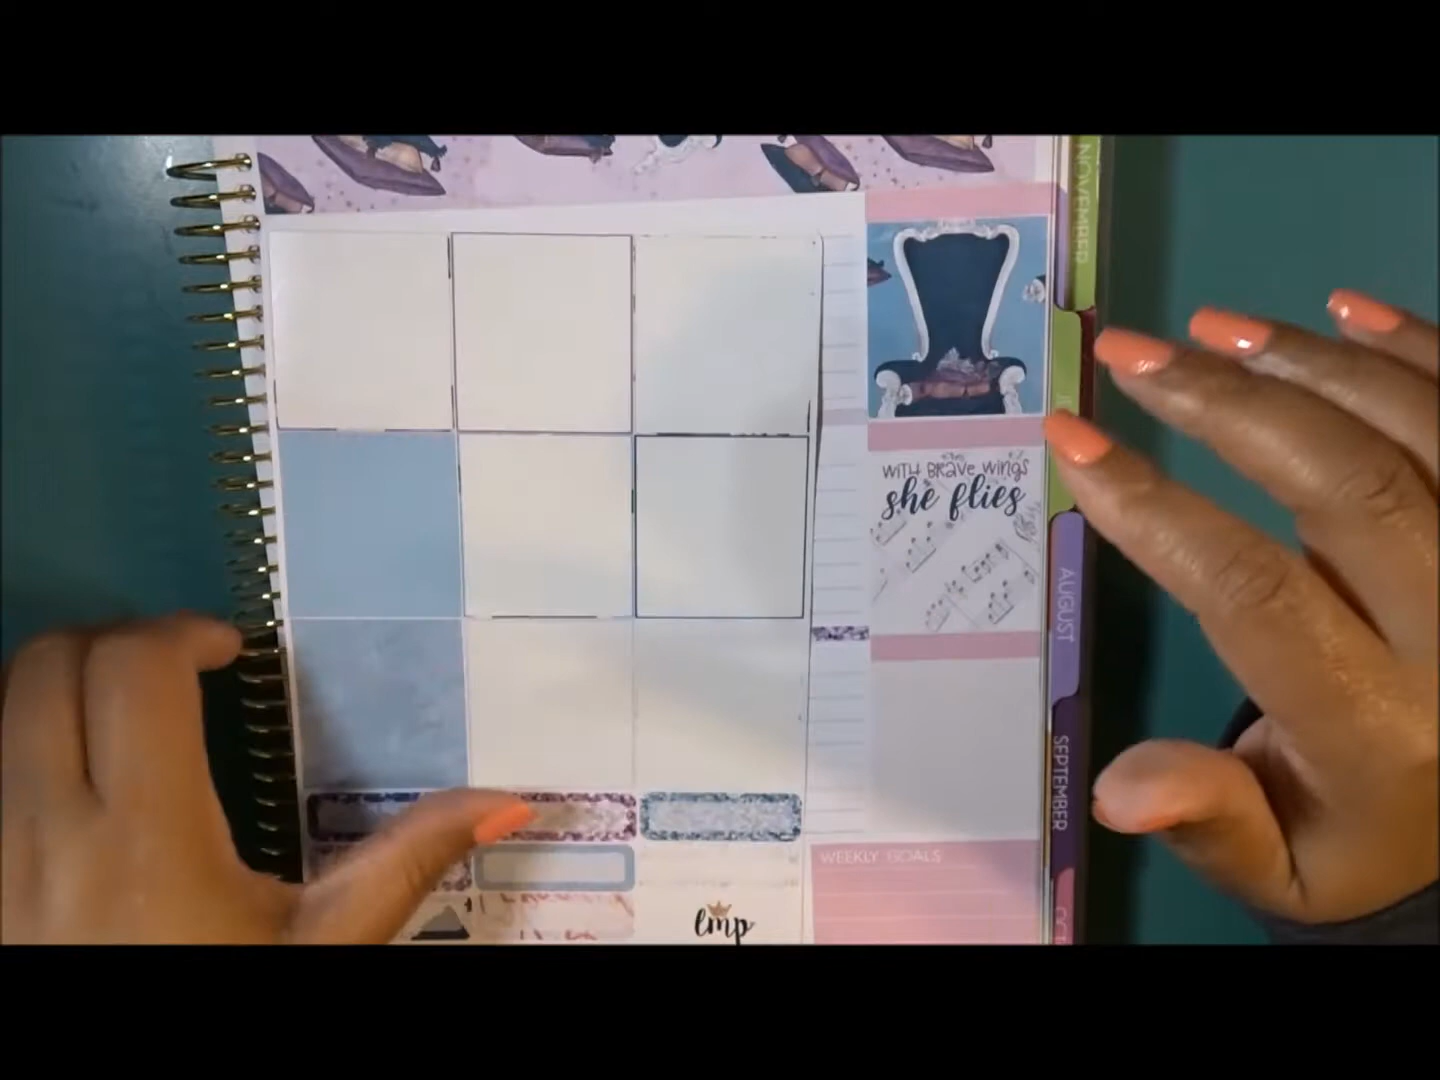 NOVEMBER
WITH BRAVE WINGS
she flies
AUGUST
SEPTEMBER
WEEKLY GOALS
lmp